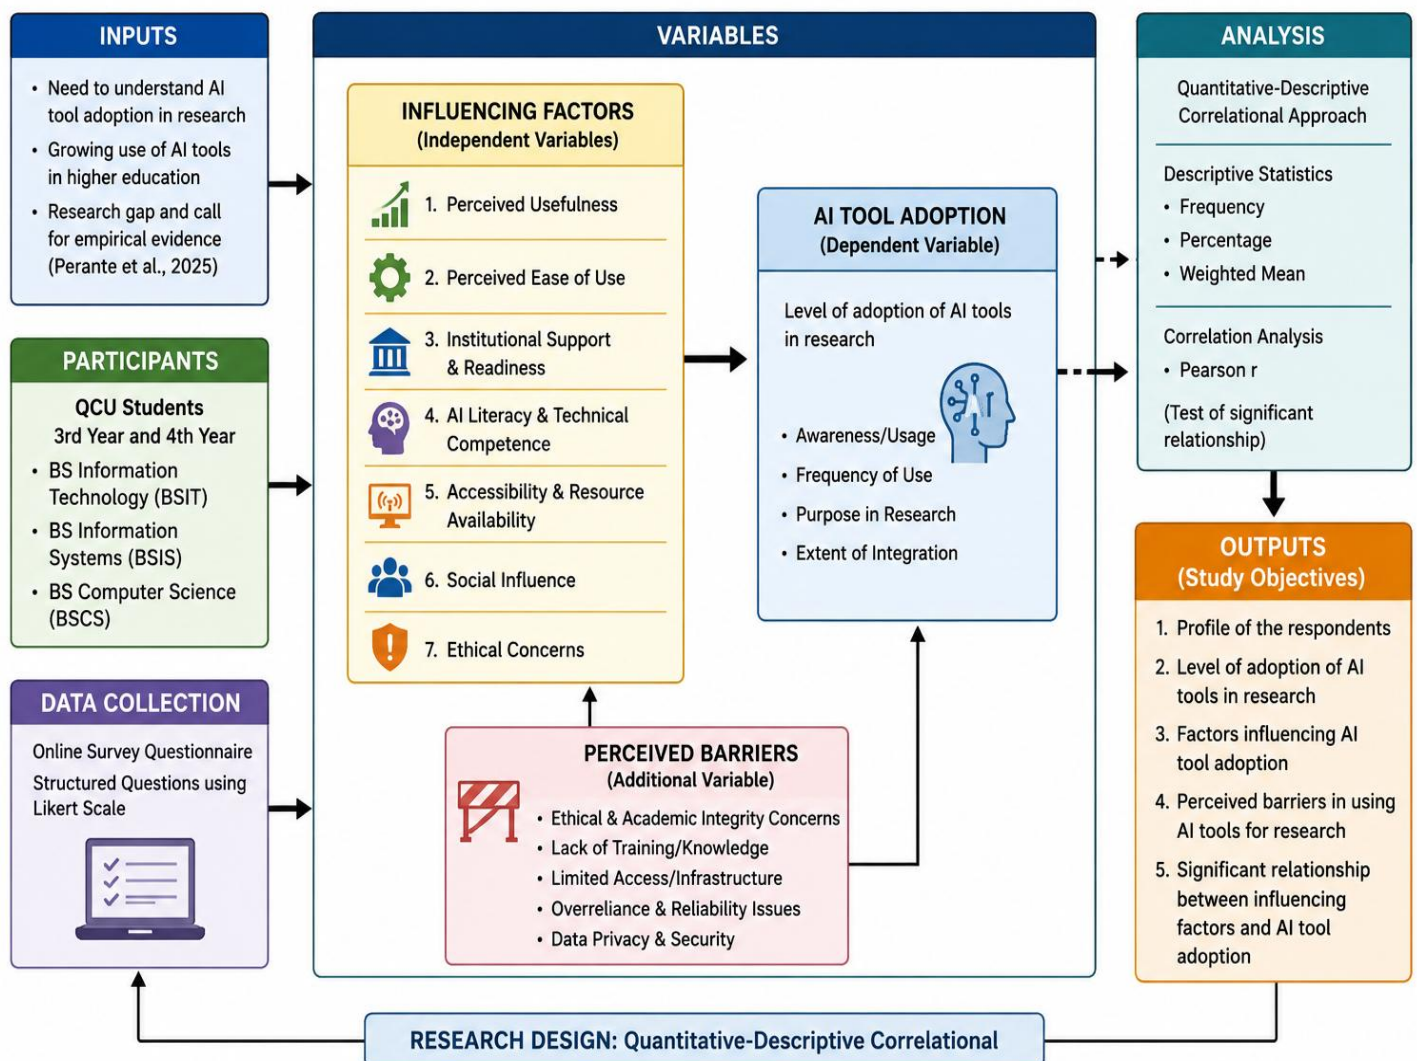 INPUTS
• Need to understand AI
tool adoption in research
• Growing use of AI tools
in higher education
• Research gap and call
for empirical evidence
(Perante et al., 2025)
PARTICIPANTS
QCU Students
3rd Year and 4th Year
• BS Information
Technology (BSIT)
• BS Information
Systems (BSIS)
• BS Computer Science
(BSCS)
DATA COLLECTION
Online Survey Questionnaire
Structured Questions using
Likert Scale
VARIABLES
INFLUENCING FACTORS
(Independent Variables)
1. Perceived Usefulness
2. Perceived Ease of Use
3. Institutional Support
& Readiness
4. AI Literacy & Technical
Competence
5. Accessibility & Resource
Availability
6. Social Influence
7. Ethical Concerns
AI TOOL ADOPTION
(Dependent Variable)
Level of adoption of AI tools
in research
AI
• Awareness/Usage
• Frequency of Use
• Purpose in Research
• Extent of Integration
PERCEIVED BARRIERS
(Additional Variable)
• Ethical & Academic Integrity Concerns
• Lack of Training/Knowledge
• Limited Access/Infrastructure
• Overreliance & Reliability Issues
• Data Privacy & Security
ANALYSIS
Quantitative-Descriptive
Correlational Approach
Descriptive Statistics
• Frequency
• Percentage
• Weighted Mean
Correlation Analysis
• Pearson r
(Test of significant
relationship)
OUTPUTS
(Study Objectives)
1. Profile of the respondents
2. Level of adoption of AI
tools in research
3. Factors influencing AI
tool adoption
4. Perceived barriers in using
AI tools for research
5. Significant relationship
between influencing
factors and AI tool
adoption
RESEARCH DESIGN: Quantitative-Descriptive Correlational